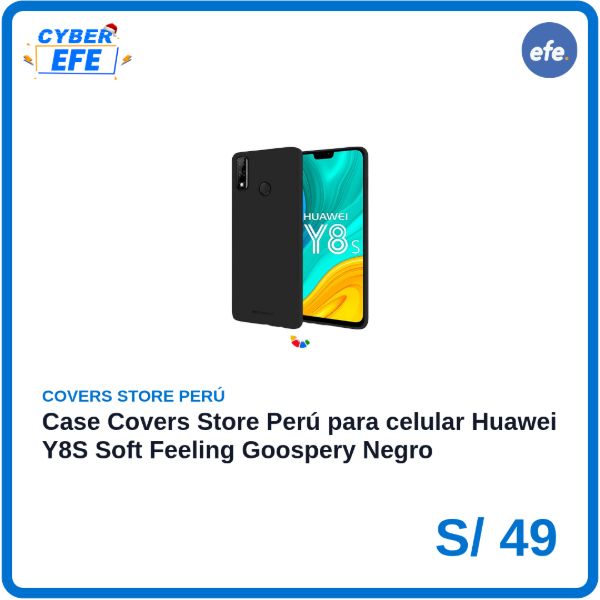 CYBER
EFE
efe.
HUAWEI
Y8s
COVERS STORE PERÚ
Case Covers Store Perú para celular Huawei
Y8S Soft Feeling Goospery Negro
S/ 49